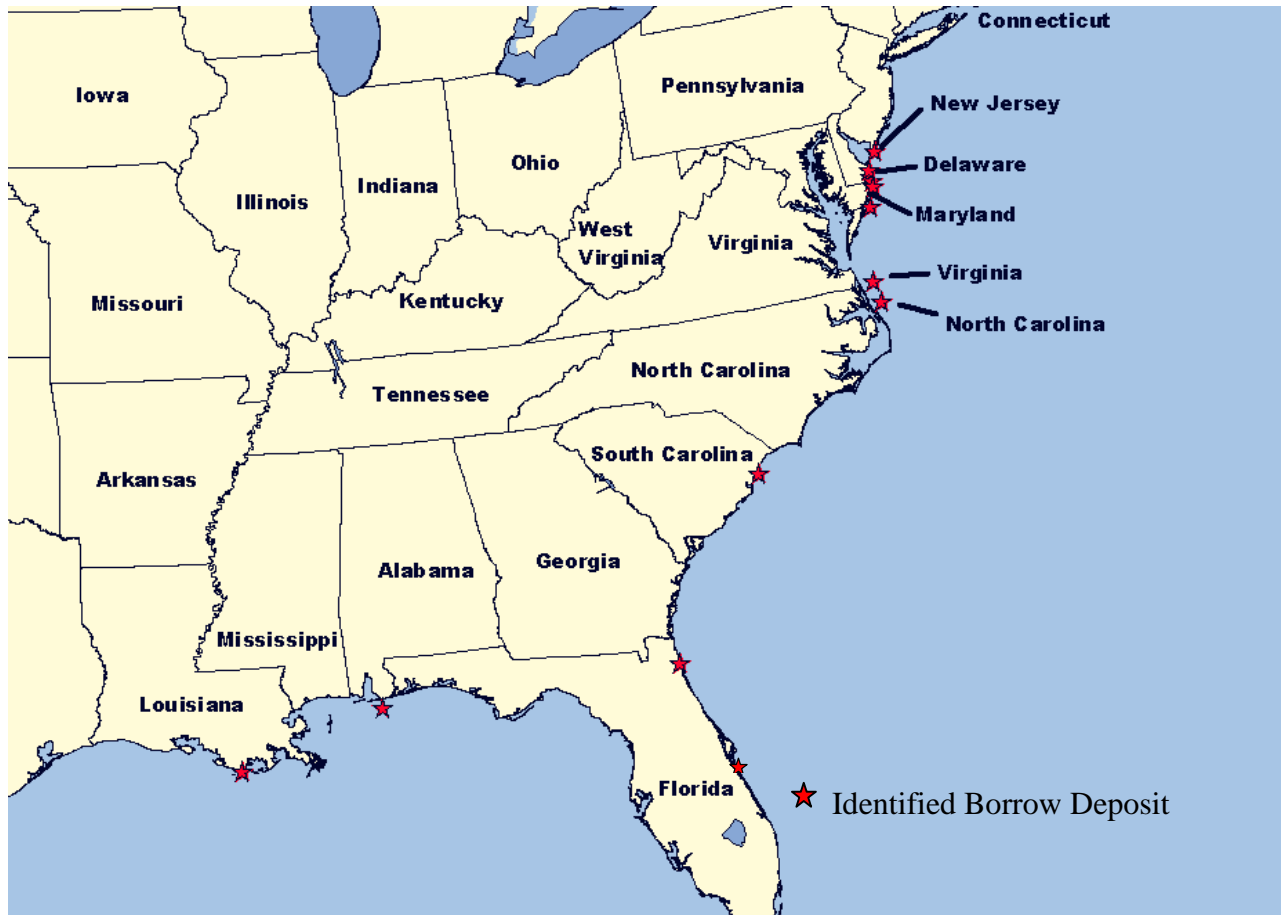 Connecticut
Pennsylvania
Iowa
New Jersey
Ohio
Delaware
Indiana
Illinois
Maryland
West
Virginia
Virginia
Virginia
Missouri
Kentucky
North Carolina
North Carolina
Tennessee
South Carolina
Arkansas
Georgia
Alabama
Mississippi
Louisiana
Florida
Identified Borrow Deposit